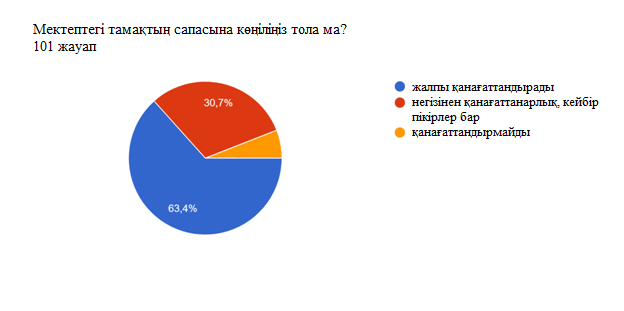 Мектептегі тамақтың сапасына көңіліңіз тола ма?
101 жауап
жалпы қанағаттандырады
негізінен қанағаттанарлық, кейбір
пікірлер бар
қанағаттандырмайды
30,7%
63,4%